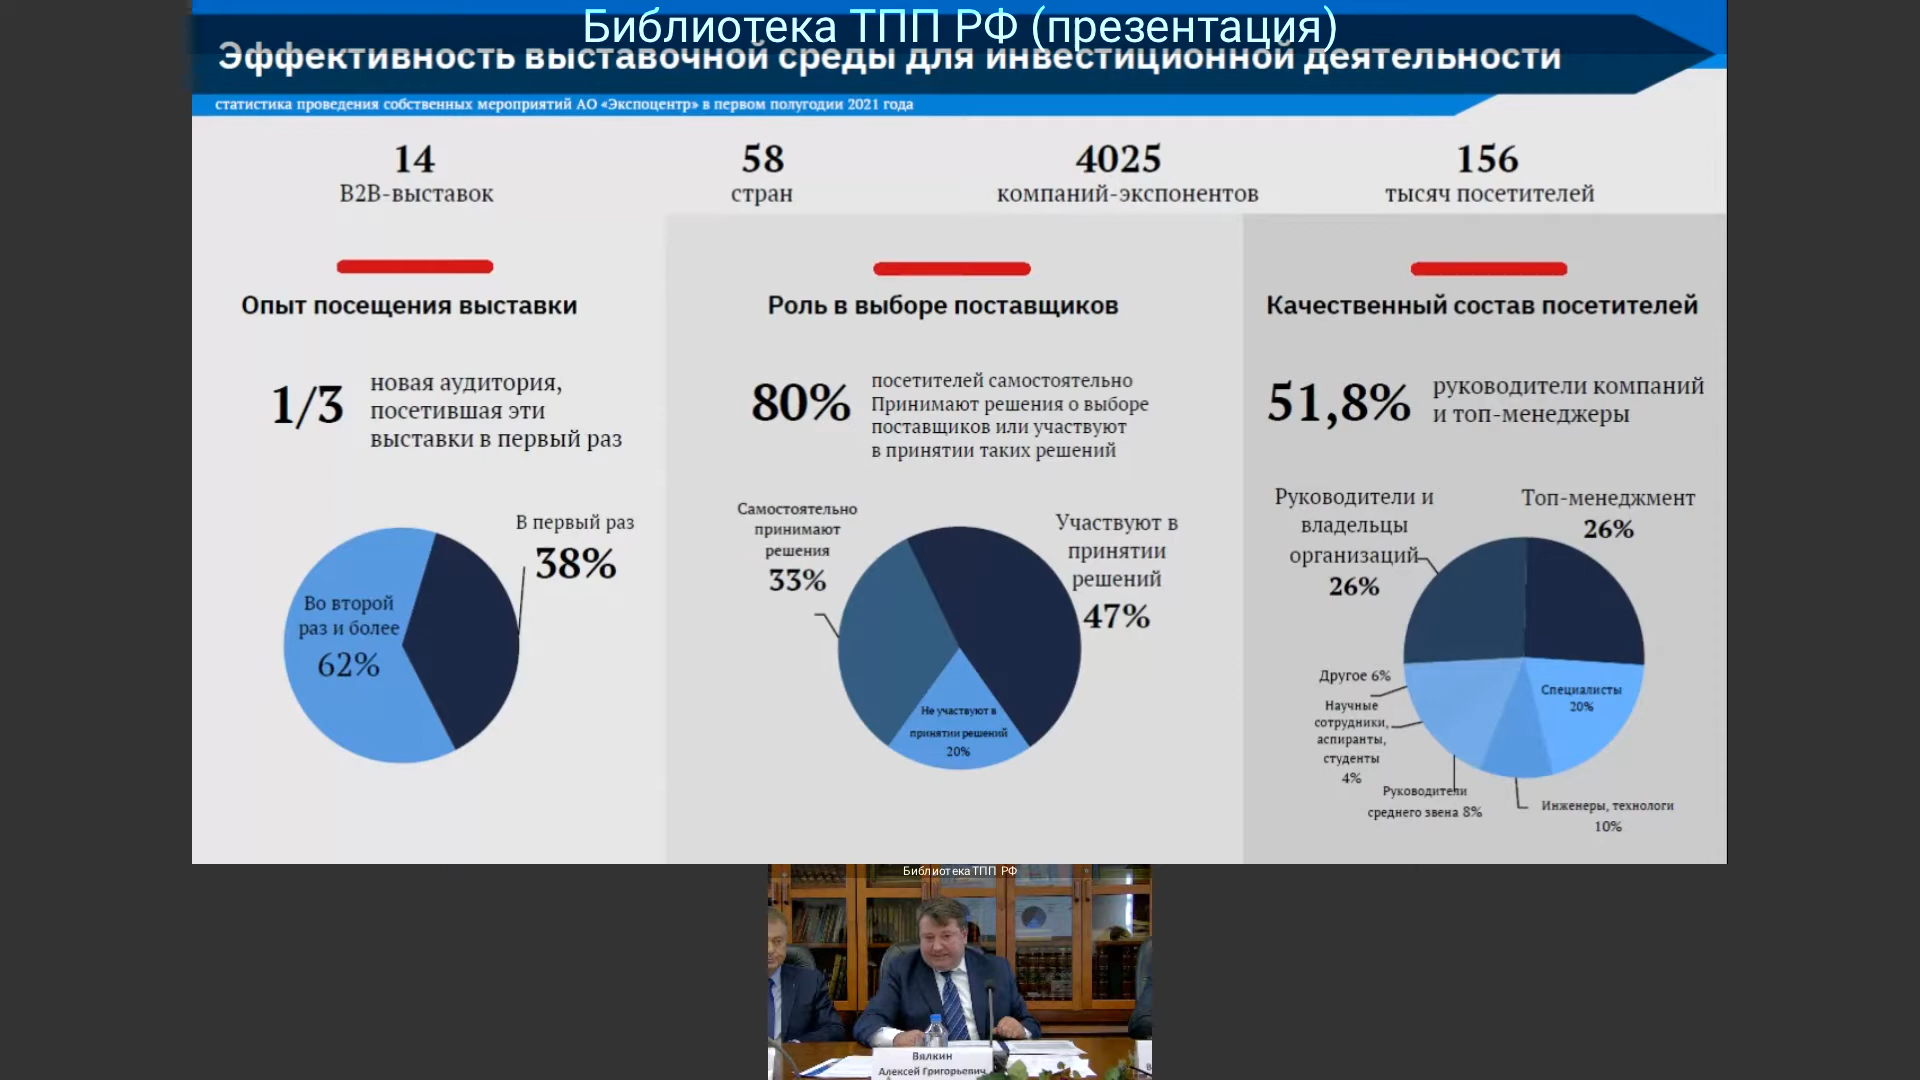 Библиотека ТПП РФ (презентация)
Эффективность выставочной среды для инвестиционной деятельности
статистика проведения собственных мероприятий АО «Экспоцентр» в первом полугодии 2021 года
14
B2B-выставок
58
стран
4025
компаний-экспонентов
156
тысяч посетителей
Опыт посещения выставки
1/3
новая аудитория,
посетившая эти
выставки в первый раз
В первый раз
38%
Во второй
раз и более
62%
Роль в выборе поставщиков
80%
посетителей самостоятельно
Принимают решения о выборе
поставщиков или участвуют
в принятии таких решений
Самостоятельно
принимают
решения
33%
Участвуют в
принятии
решений
47%
Не участвуют в
принятии решений
20%
Качественный состав посетителей
51,8%
руководители компаний
и топ-менеджеры
Руководители и
владельцы
организаций
26%
Топ-менеджмент
26%
Другое 6%
Научные
сотрудники,
аспиранты,
студенты
4%
Руководители
среднего звена 8%
Специалисты
20%
Инженеры, технологи
10%
Библиотека ТПП РФ
Вялкин
Алексей Григорьевич